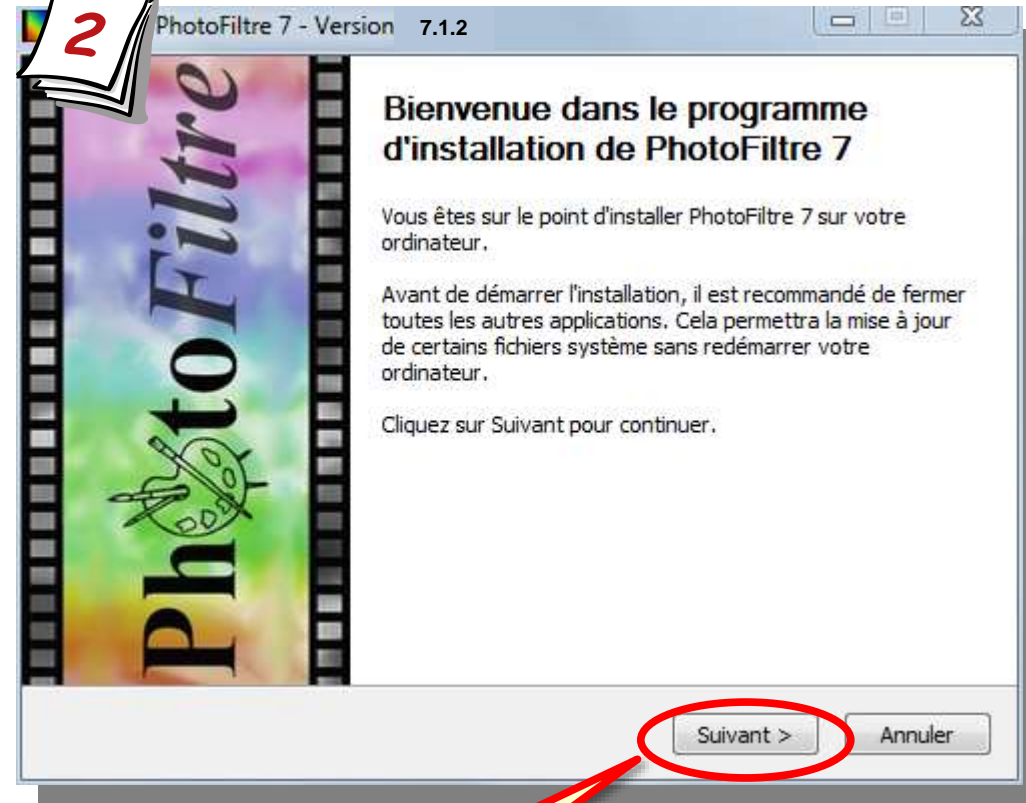 2
PhotoFiltre 7 - Version 7.1.2
PhotoFiltre
Bienvenue dans le programme
d'installation de PhotoFiltre 7
Vous êtes sur le point d'installer PhotoFiltre 7 sur votre
ordinateur.
Avant de démarrer l'installation, il est recommandé de fermer
toutes les autres applications. Cela permettra la mise à jour
de certains fichiers système sans redémarrer votre
ordinateur.
Cliquez sur Suivant pour continuer.
Suivant >
Annuler